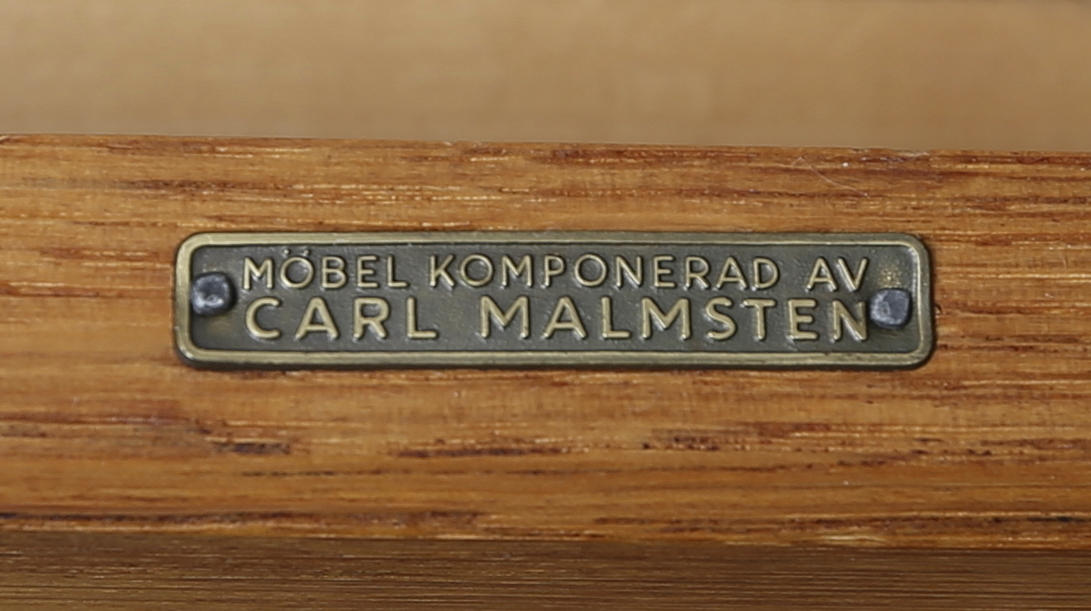 MÖBEL KOMPONERAD AV
CARL MALMSTEN